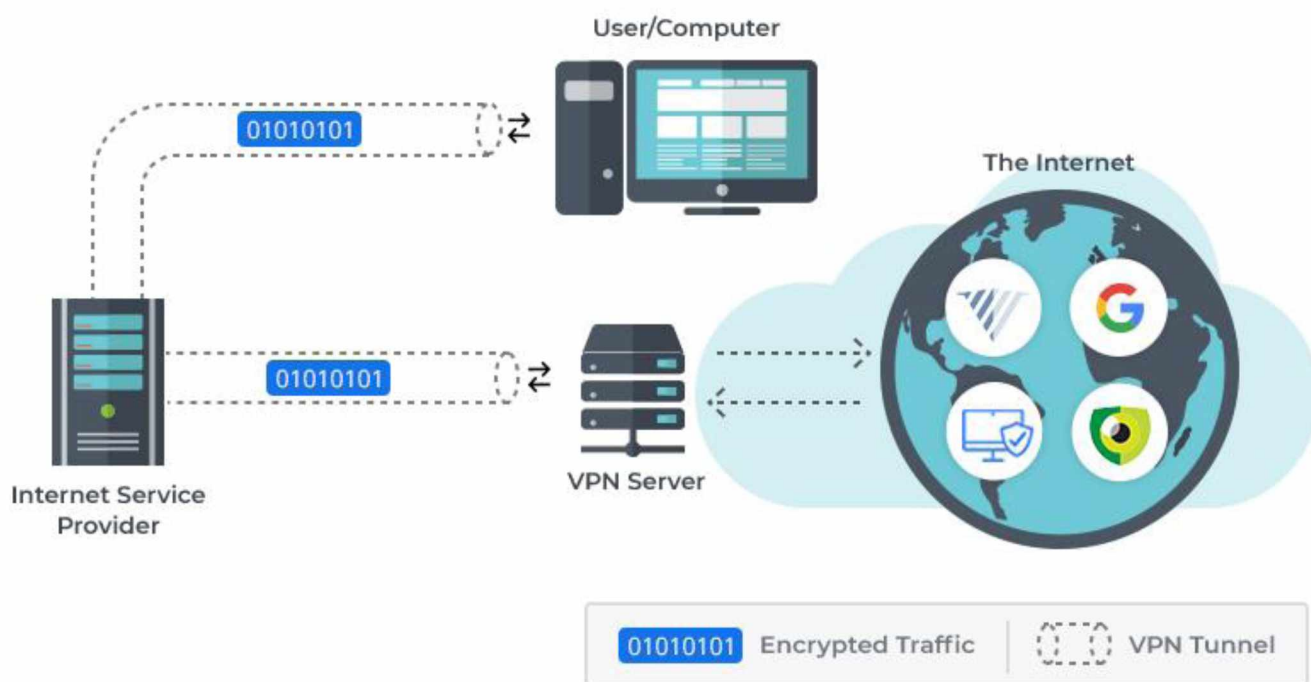 User/Computer
01010101
The Internet
G
01010101
VPN Server
Internet Service
Provider
01010101 Encrypted Traffic
VPN Tunnel